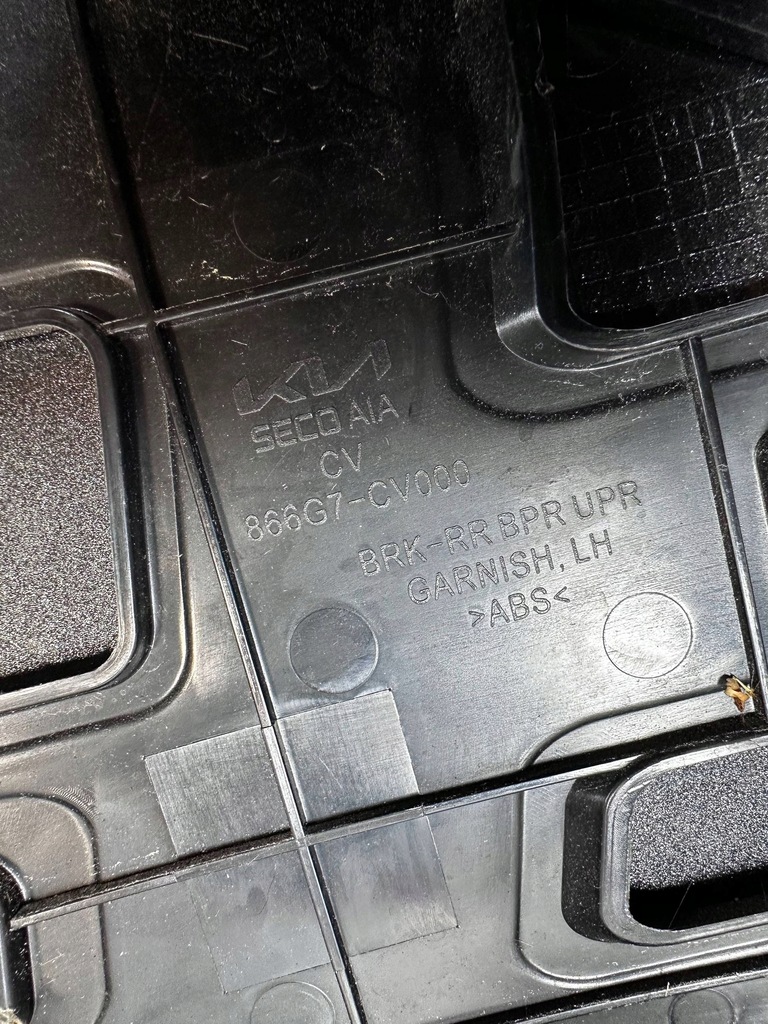 KIA
SECO AIA
CV
866G7-CV000
BRK-RR BPR UPR
GARNISH, LH
>ABS<